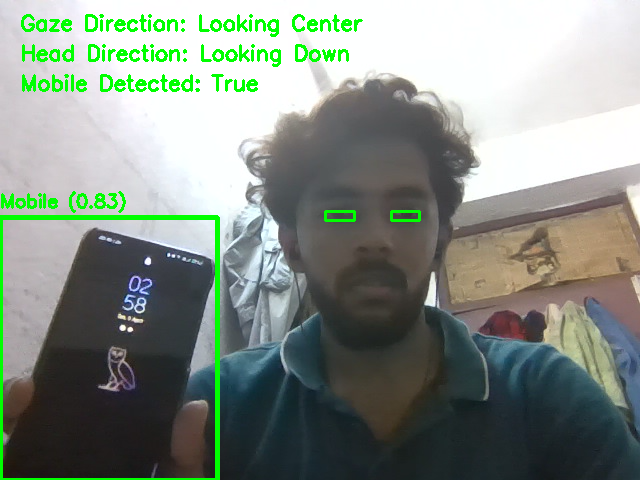 Gaze Direction: Looking Center
Head Direction: Looking Down
Mobile Detected: True
Mobile (0.83)
02
58